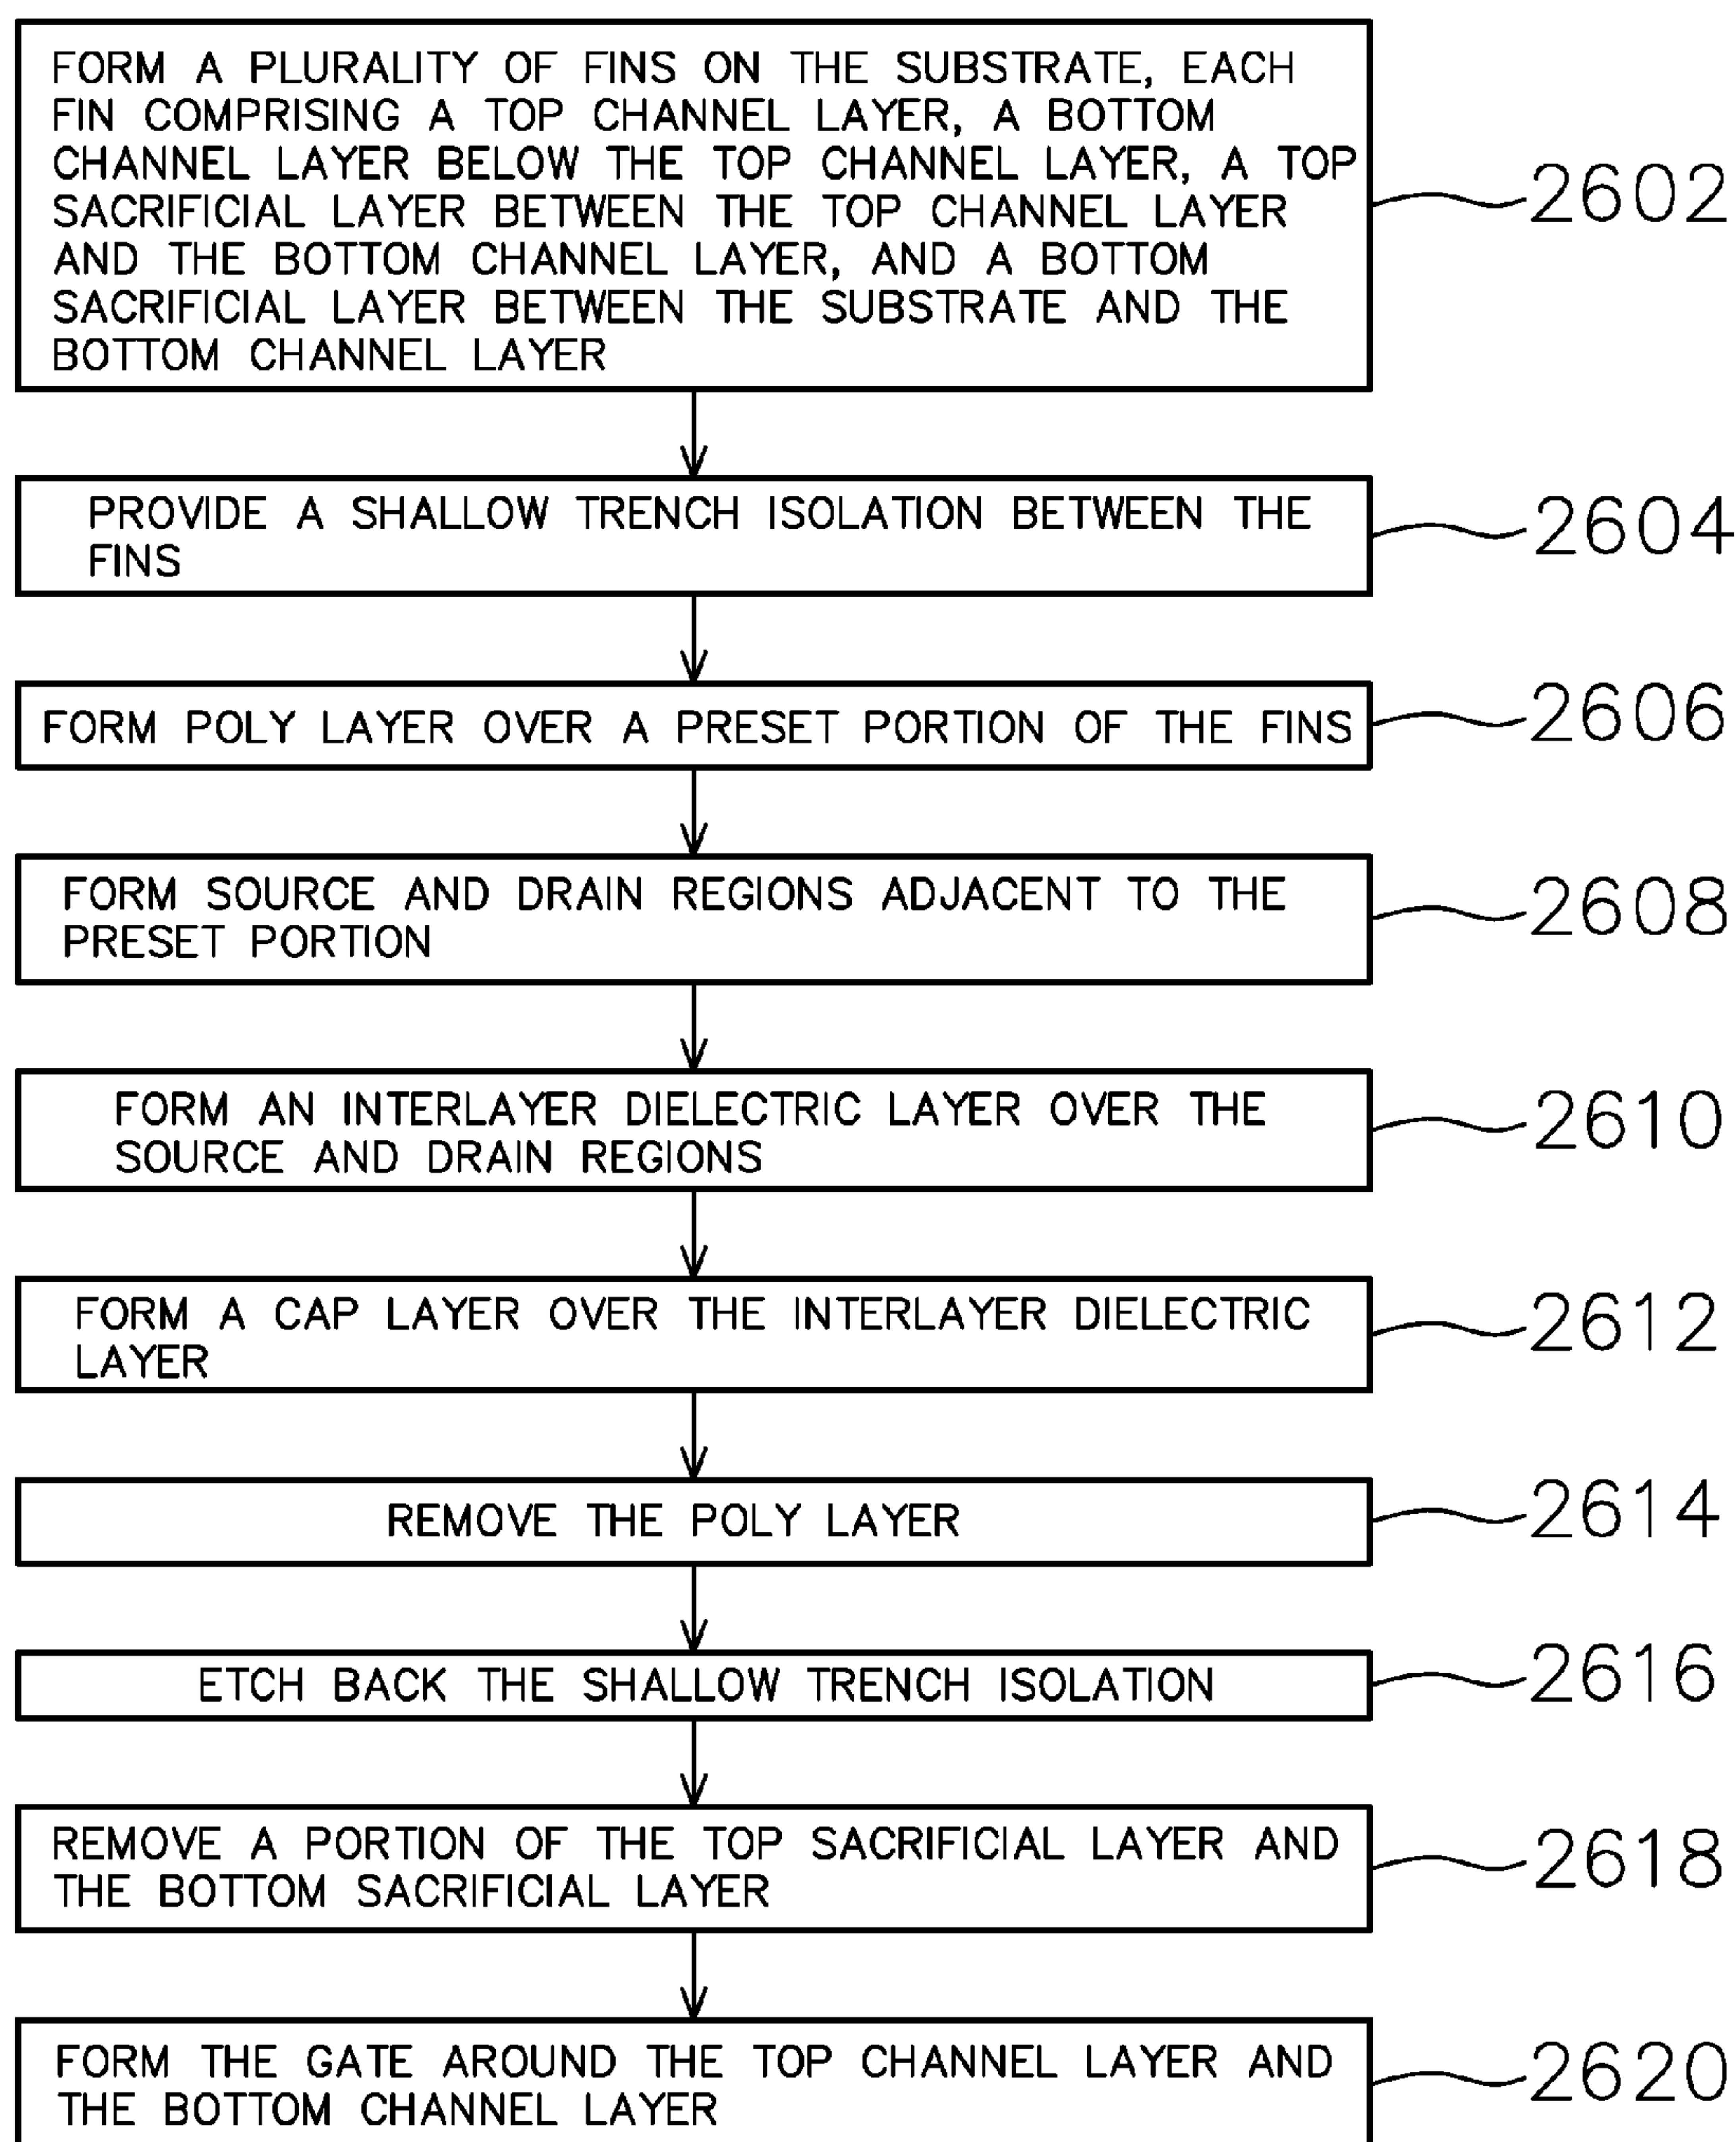 FORM A PLURALITY OF FINS ON THE SUBSTRATE, EACH
FIN COMPRISING A TOP CHANNEL LAYER, A BOTTOM
CHANNEL LAYER BELOW THE TOP CHANNEL LAYER, A TOP
SACRIFICIAL LAYER BETWEEN THE TOP CHANNEL LAYER
AND THE BOTTOM CHANNEL LAYER, AND A BOTTOM
SACRIFICIAL LAYER BETWEEN THE SUBSTRATE AND THE
BOTTOM CHANNEL LAYER
2602
PROVIDE A SHALLOW TRENCH ISOLATION BETWEEN THE
FINS
2604
FORM POLY LAYER OVER A PRESET PORTION OF THE FINS
2606
FORM SOURCE AND DRAIN REGIONS ADJACENT TO THE
PRESET PORTION
2608
FORM AN INTERLAYER DIELECTRIC LAYER OVER THE
SOURCE AND DRAIN REGIONS
2610
FORM A CAP LAYER OVER THE INTERLAYER DIELECTRIC
LAYER
2612
REMOVE THE POLY LAYER
2614
ETCH BACK THE SHALLOW TRENCH ISOLATION
2616
REMOVE A PORTION OF THE TOP SACRIFICIAL LAYER AND
THE BOTTOM SACRIFICIAL LAYER
2618
FORM THE GATE AROUND THE TOP CHANNEL LAYER AND
THE BOTTOM CHANNEL LAYER
2620